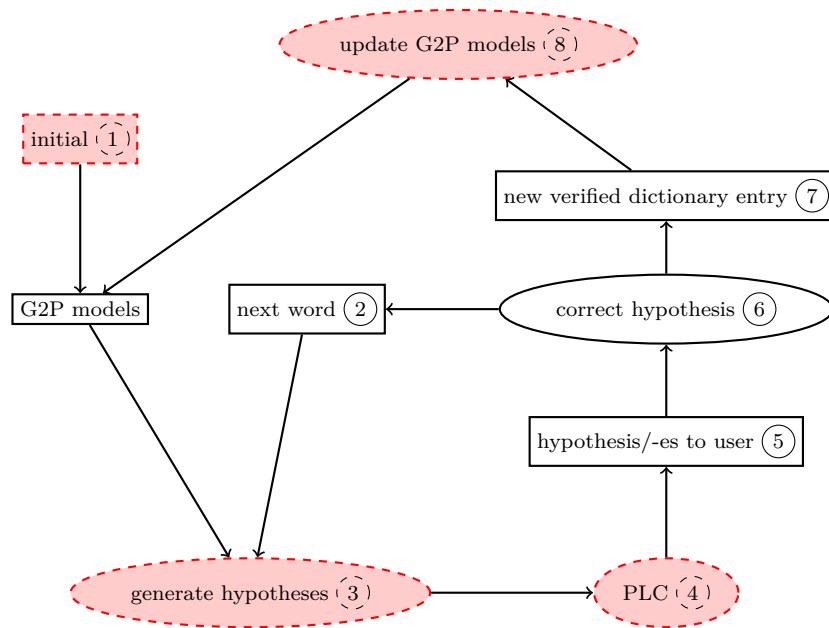 update G2P models 8
initial 1
new verified dictionary entry 7
G2P models
next word 2
correct hypothesis 6
hypothesis/-es to user 5
generate hypotheses 3
PLC 4